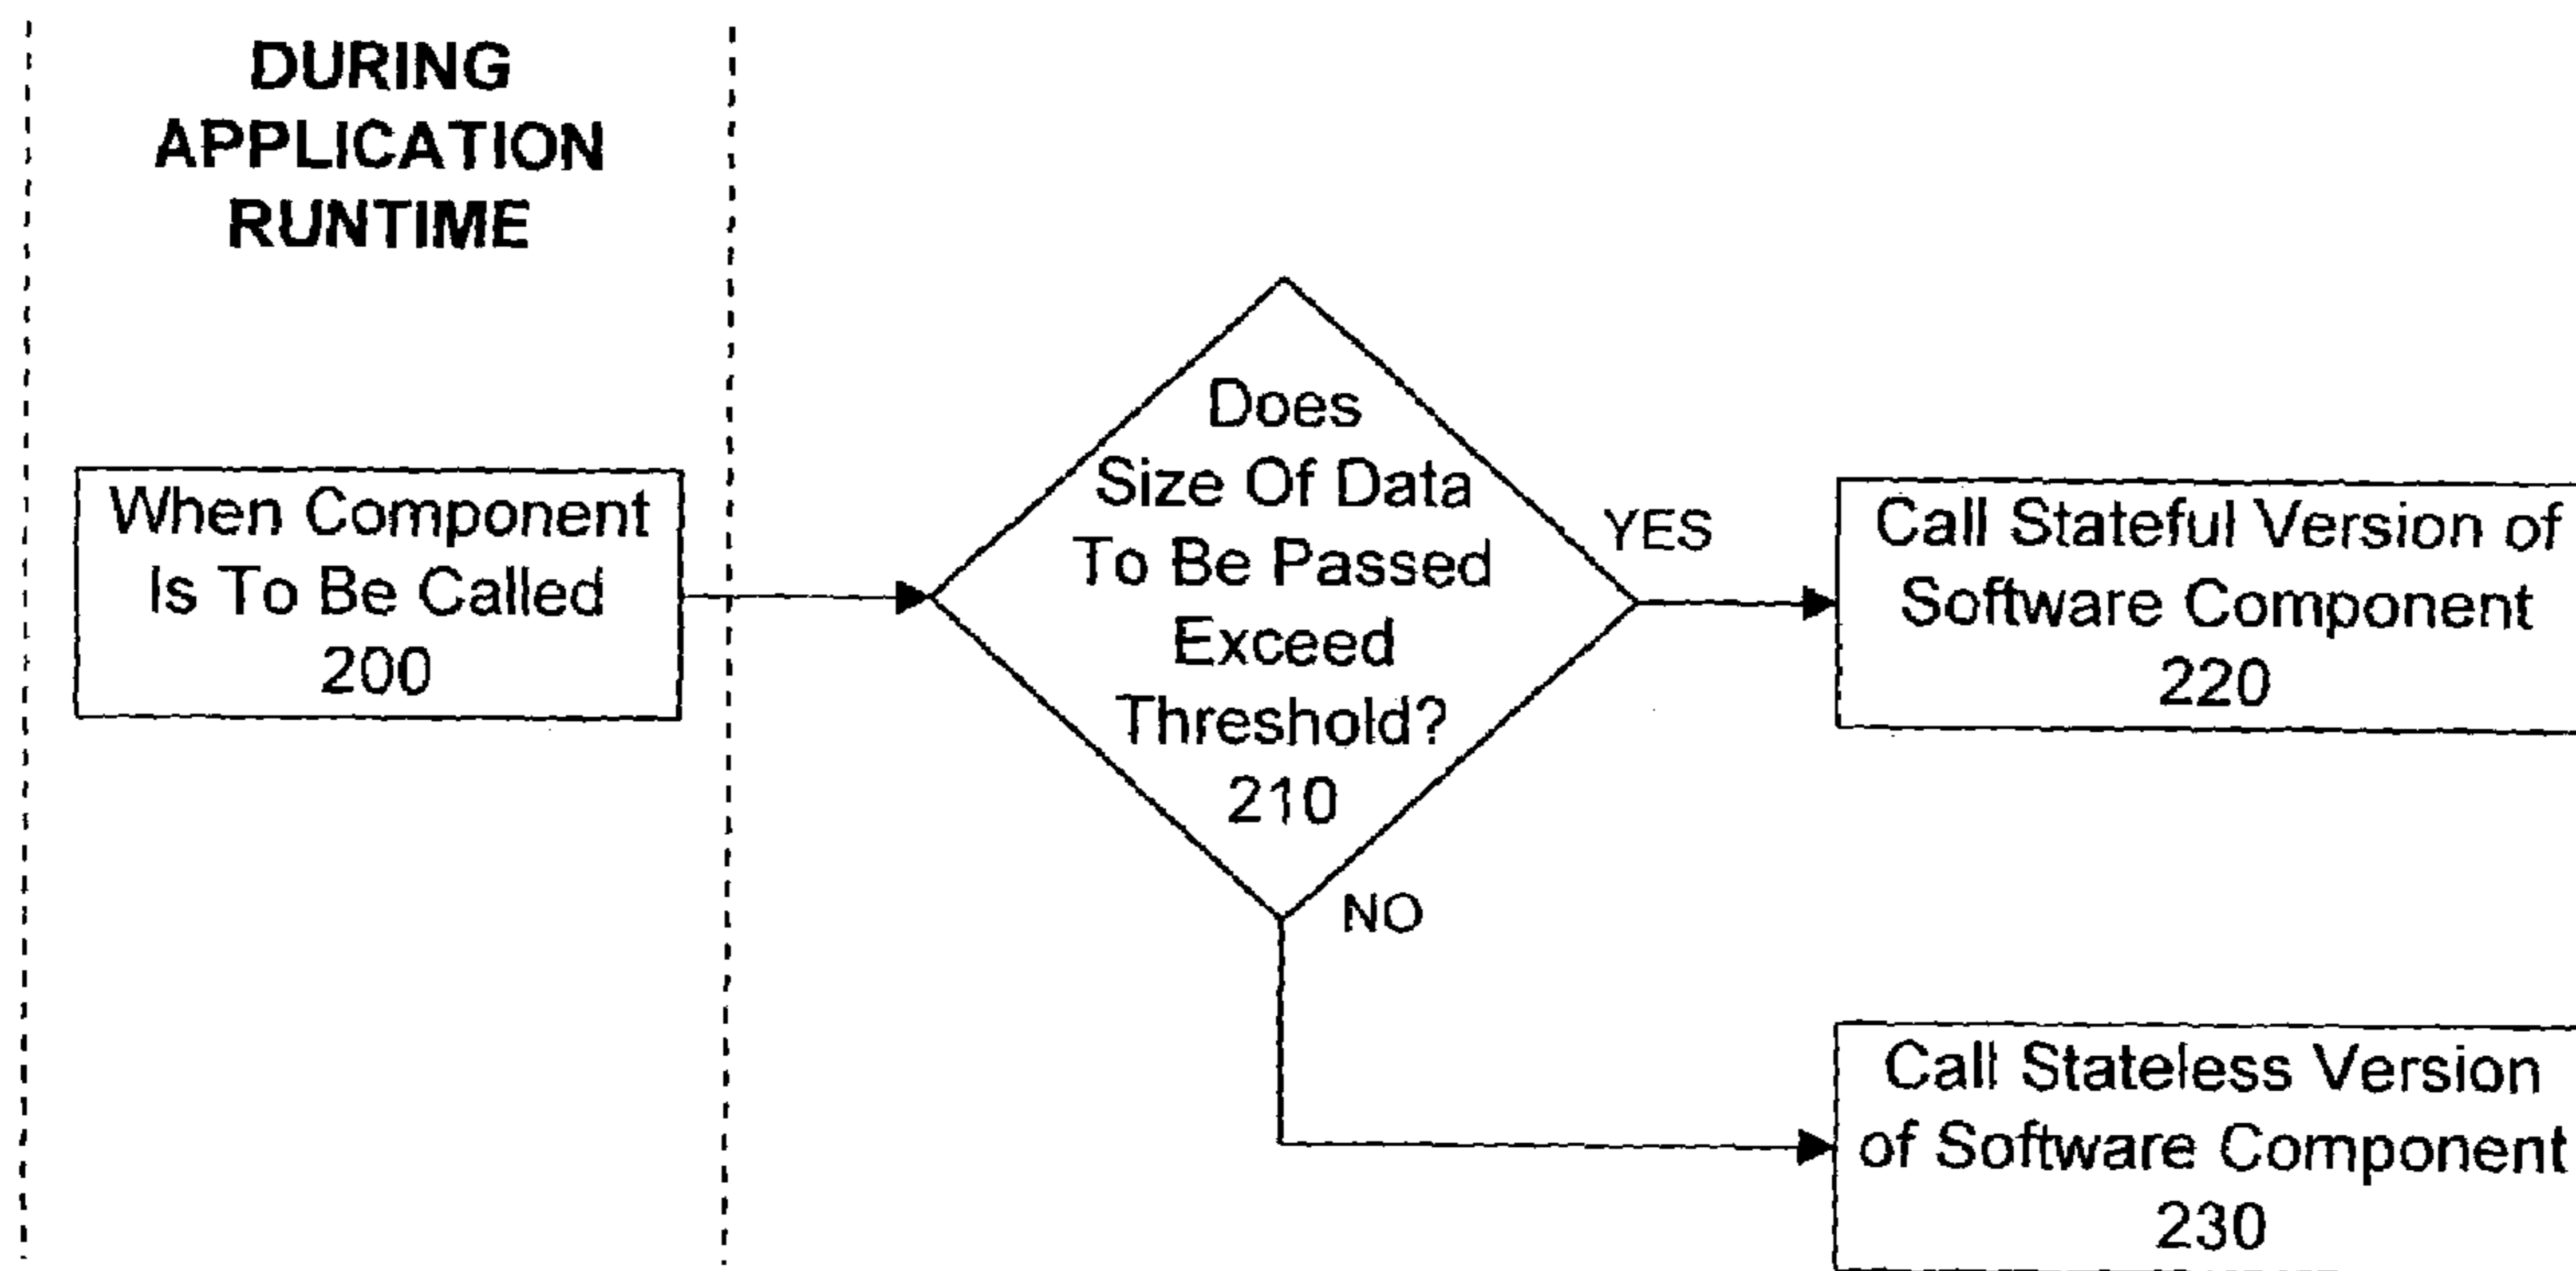 DURING
APPLICATION
RUNTIME
When Component
Is To Be Called
200
Does
Size Of Data
To Be Passed
Exceed
Threshold?
210
YES
Call Stateful Version of
Software Component
220
NO
Call Stateless Version
of Software Component
230